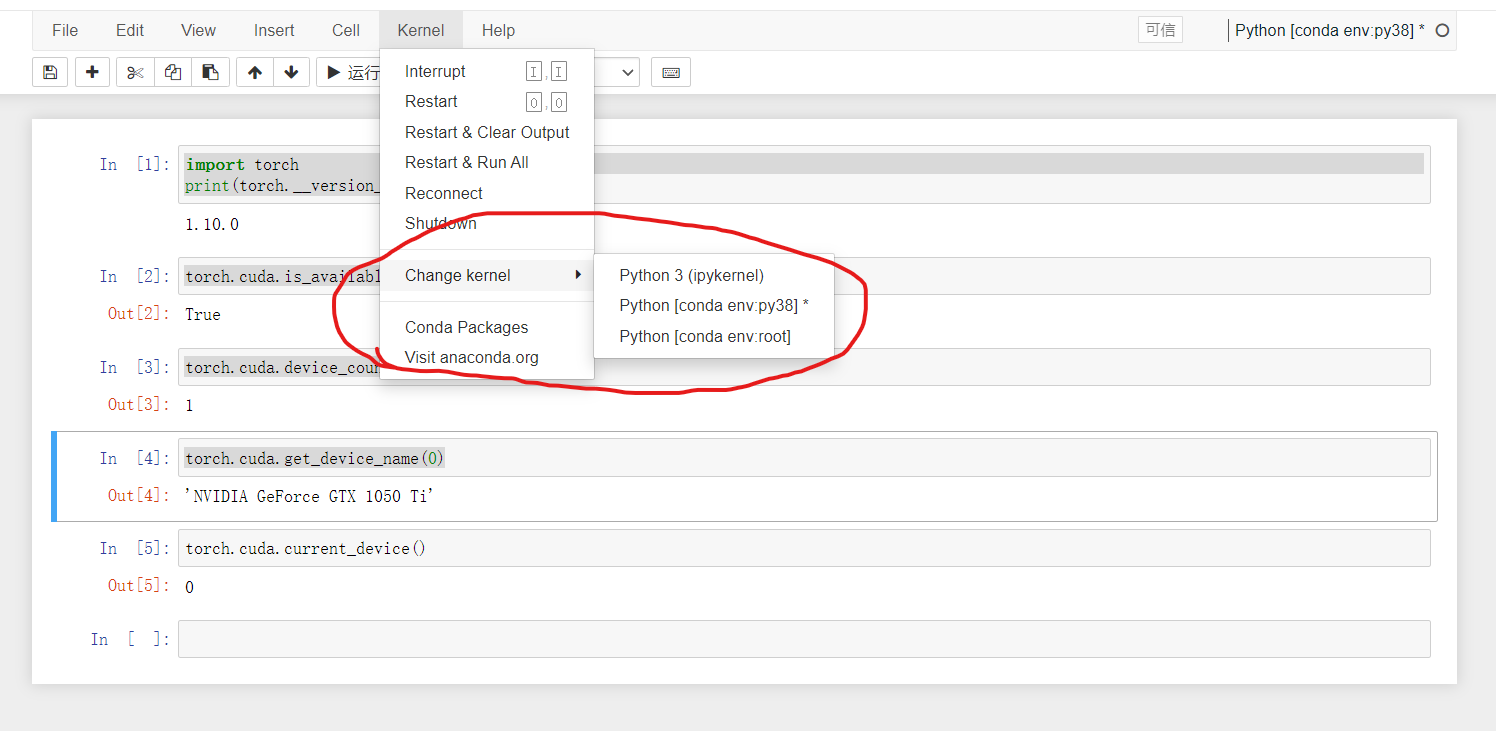 File Edit View Insert Cell Kernel Help 可信 Python [conda env:py38] *
运行
Interrupt I,I
Restart 0,0
Restart & Clear Output
Restart & Run All
Reconnect
Shutdown
Change kernel
Conda Packages
Visit anaconda.org
Python 3 (ipykernel)
Python [conda env:py38] *
Python [conda env:root]
In [1]: import torch
print(torch.__version_
1.10.0
In [2]: torch.cuda.is_availabl
Out[2]: True
In [3]: torch.cuda.device_coun
Out[3]: 1
In [4]: torch.cuda.get_device_name(0)
Out[4]: 'NVIDIA GeForce GTX 1050 Ti'
In [5]: torch.cuda.current_device()
Out[5]: 0
In [ ]: